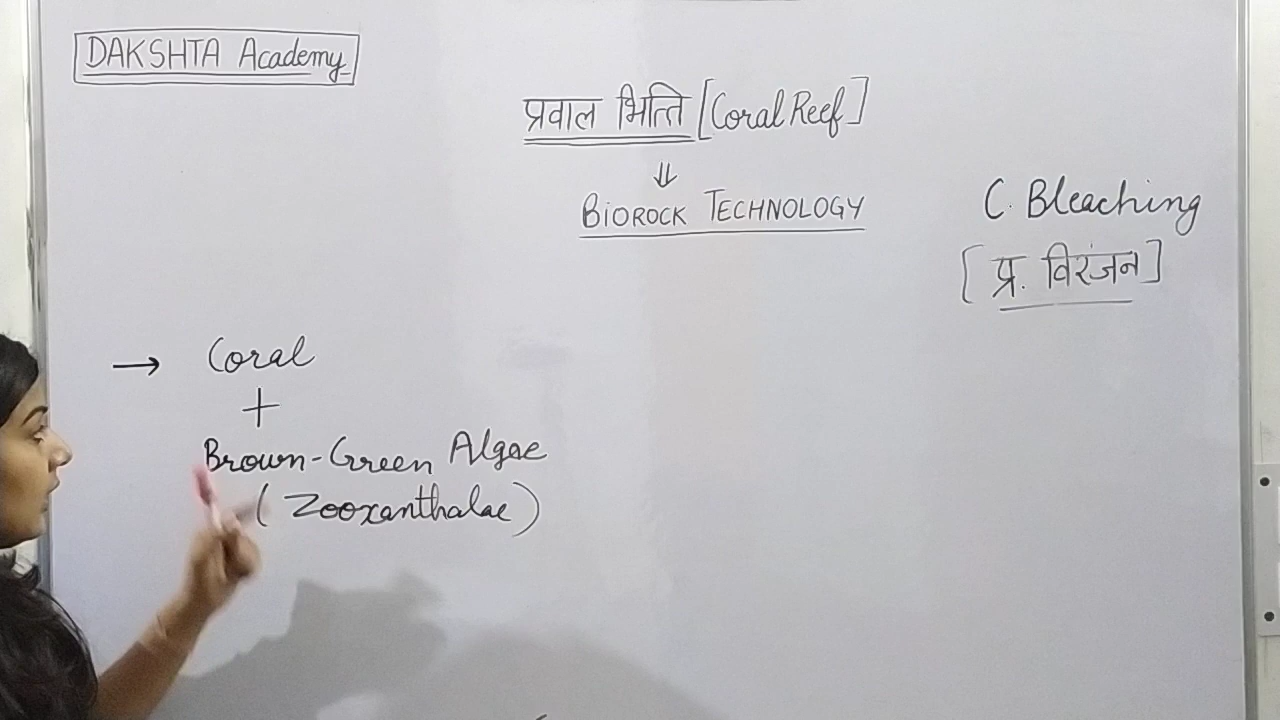 DAKSHTA Academy
प्रवाल भित्ति [Coral Reef]
⇓
BIOROCK TECHNOLOGY
C. Bleaching
[प्र. विरंजन]
→ Coral
+
Brown-Green Algae
(Zooxanthalae)